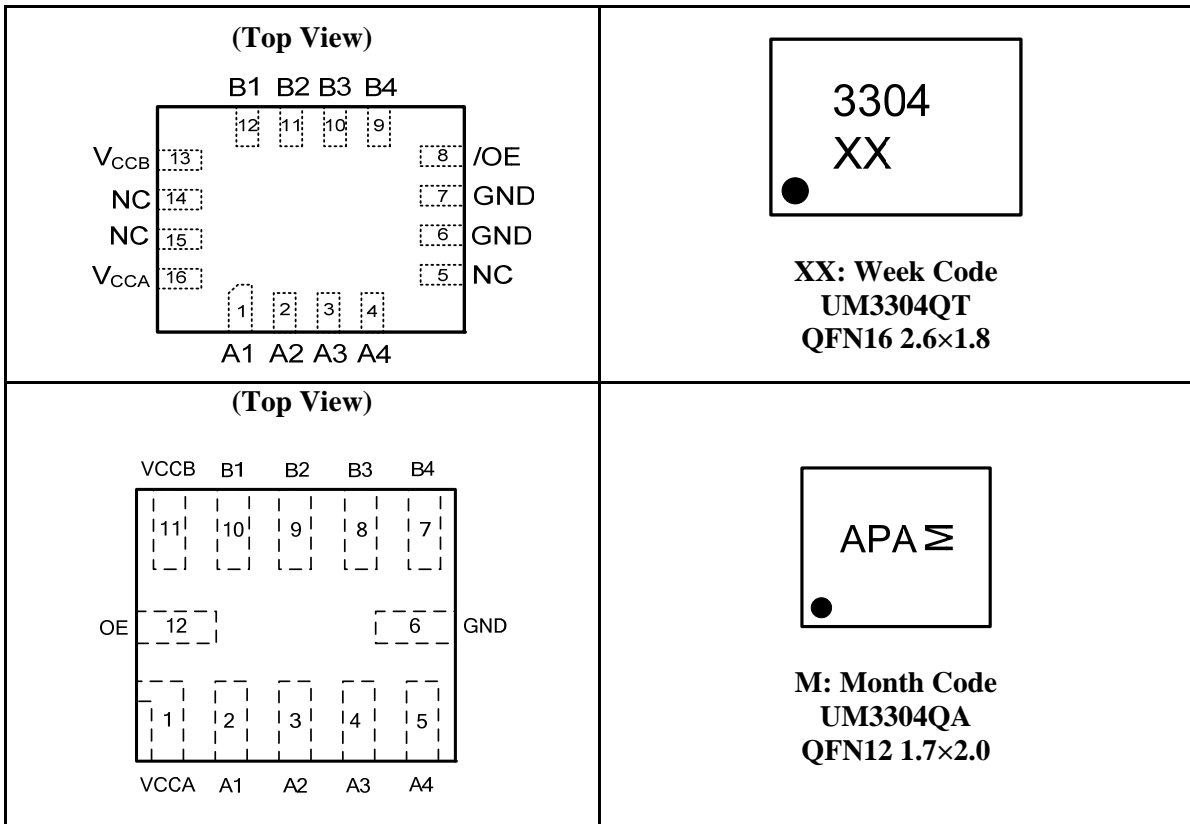 (Top View)
B1 B2 B3 B4
12 11 10 9
VCCB 13 8 /OE
NC 14 7 GND
NC 15 6 GND
VCCA 16 5 NC
1 2 3 4
A1 A2 A3 A4
3304
XX
XX: Week Code
UM3304QT
QFN16 2.6×1.8
(Top View)
VCCB B1 B2 B3 B4
11 10 9 8 7
OE 12 6 GND
1 2 3 4 5
VCCA A1 A2 A3 A4
APA M
M: Month Code
UM3304QA
QFN12 1.7×2.0